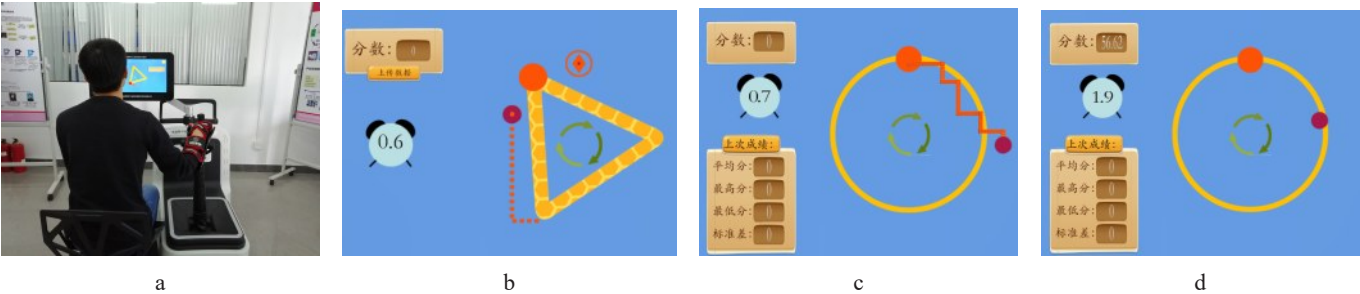 分数: 0
上传数据
0.6
分数: 0
0.7
上次成绩:
平均分: 0
最高分: 0
最低分: 0
标准差: 0
分数: 56.62
1.9
上次成绩:
平均分: 0
最高分: 0
最低分: 0
标准差: 0
a
b
c
d